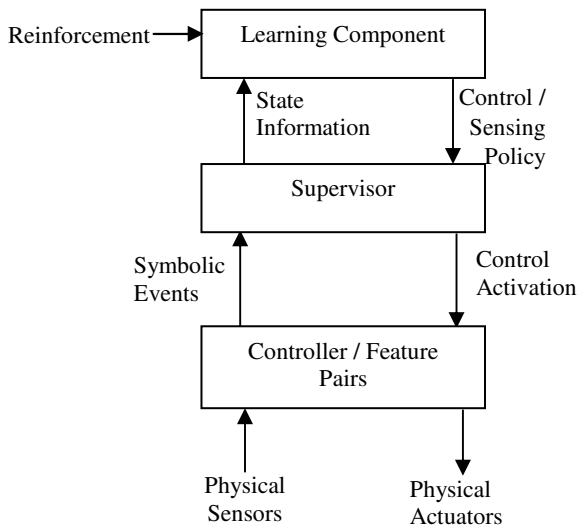 Reinforcement
Learning Component
State
Information
Control /
Sensing
Policy
Supervisor
Symbolic
Events
Control
Activation
Controller / Feature
Pairs
Physical
Sensors
Physical
Actuators